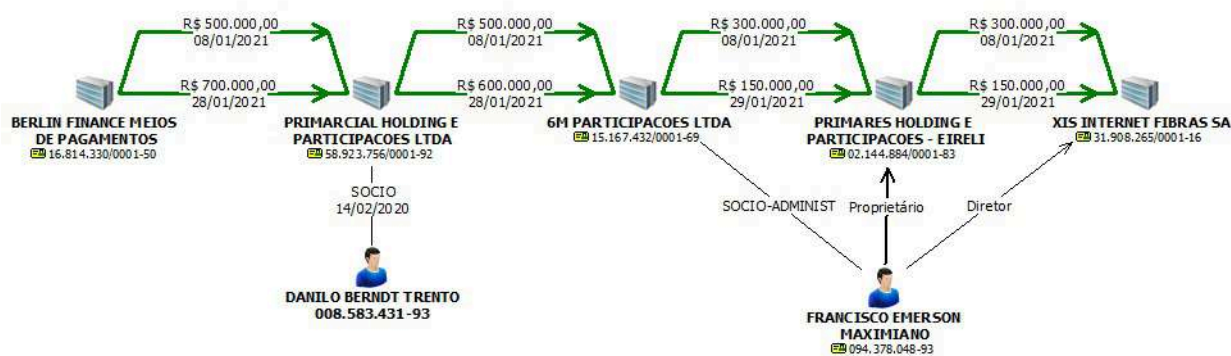 R$ 500.000,00
08/01/2021
R$ 500.000,00
08/01/2021
R$ 300.000,00
08/01/2021
R$ 300.000,00
08/01/2021
R$ 700.000,00
28/01/2021
R$ 600.000,00
28/01/2021
R$ 150.000,00
29/01/2021
R$ 150.000,00
29/01/2021
BERLIN FINANCE MEIOS
DE PAGAMENTOS
16.814.330/0001-50
PRIMARCIAL HOLDING E
PARTICIPACOES LTDA
58.923.756/0001-92
6M PARTICIPACOES LTDA
15.167.432/0001-69
PRIMARES HOLDING E
PARTICIPACOES - EIRELI
02.144.884/0001-83
XIS INTERNET FIBRAS SA
31.908.265/0001-16
SOCIO
14/02/2020
SOCIO-ADMINIST
Proprietário
Diretor
DANILO BERNDT TRENTO
008.583.431-93
FRANCISCO EMERSON
MAXIMIANO
094.378.048-93